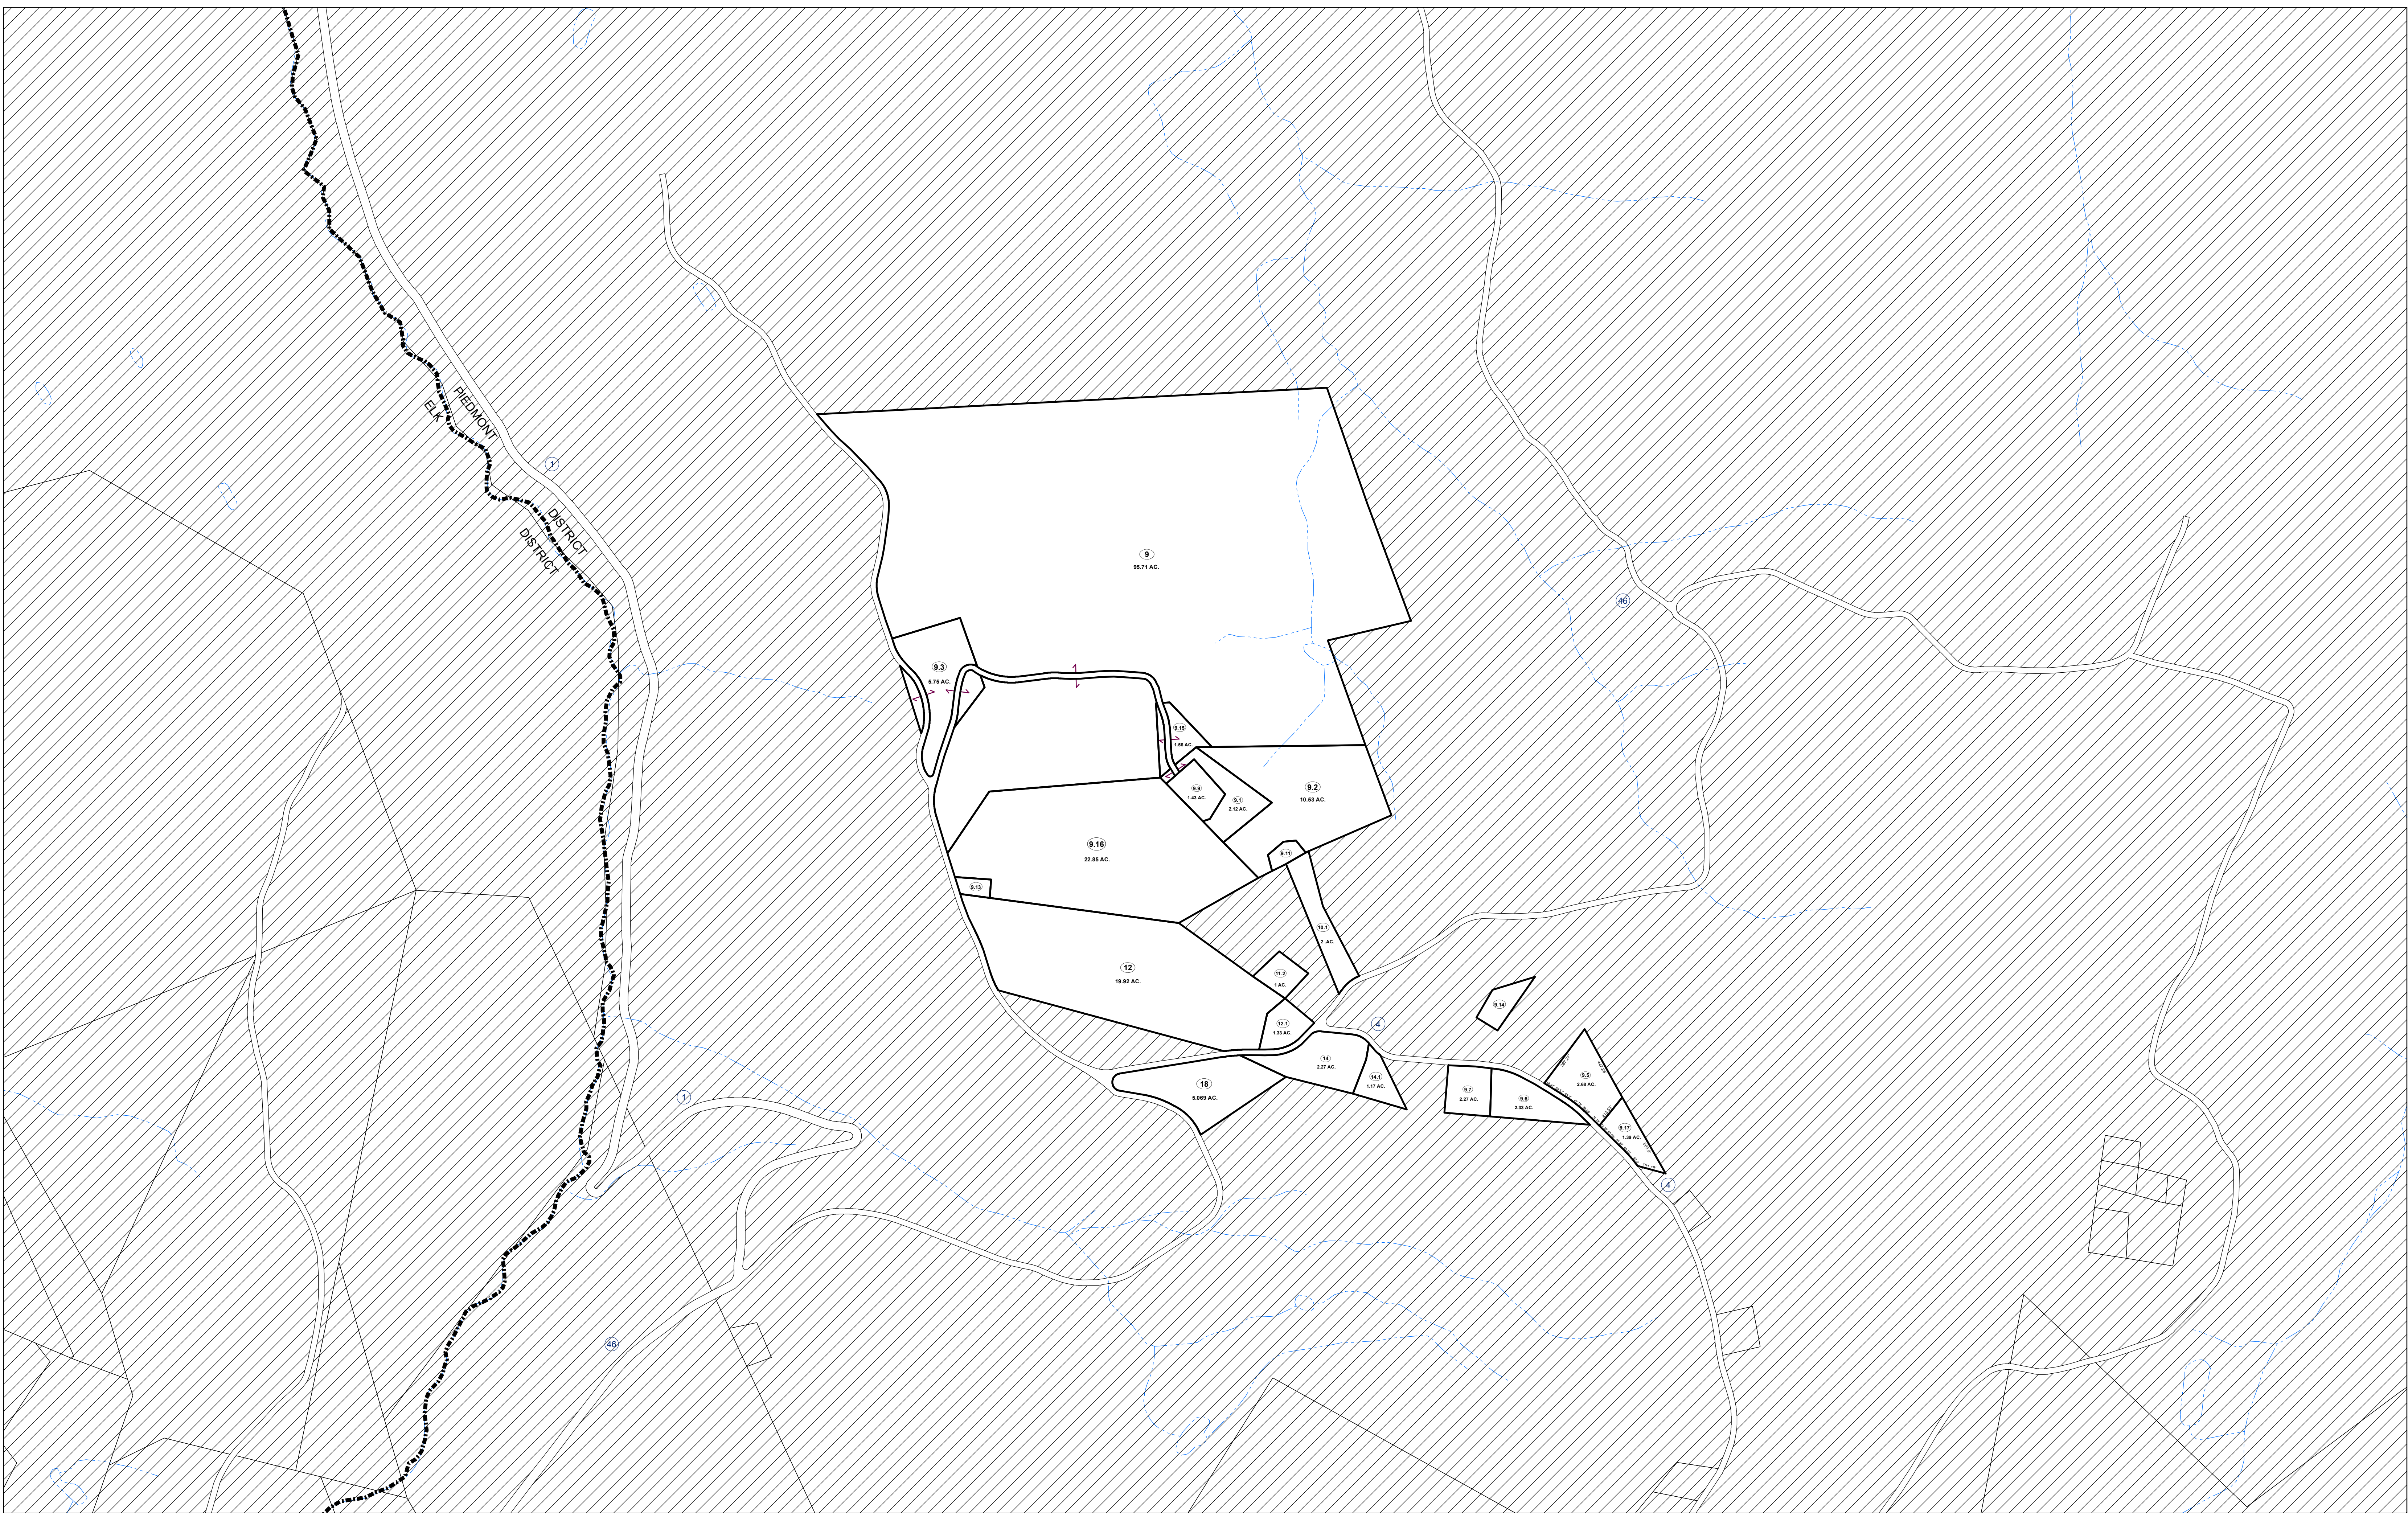 PIEDMONT
ELK
1
DISTRICT
DISTRICT
9
95.71 AC.
46
9.3
5.75 AC.
9.15
1.86 AC.
9.2
10.53 AC.
9.9
1.43 AC.
9.1
2.12 AC.
9.16
22.85 AC.
9.11
9.13
10.1
2 .AC.
12
19.92 AC.
11.2
1 AC.
9.14
12.1
1.33 AC.
4
14
2.27 AC.
14.1
1.17 AC.
9.5
2.68 AC.
18
5.069 AC.
9.7
2.27 AC.
9.6
2.33 AC.
1
9.17
1.39 AC.
4
46